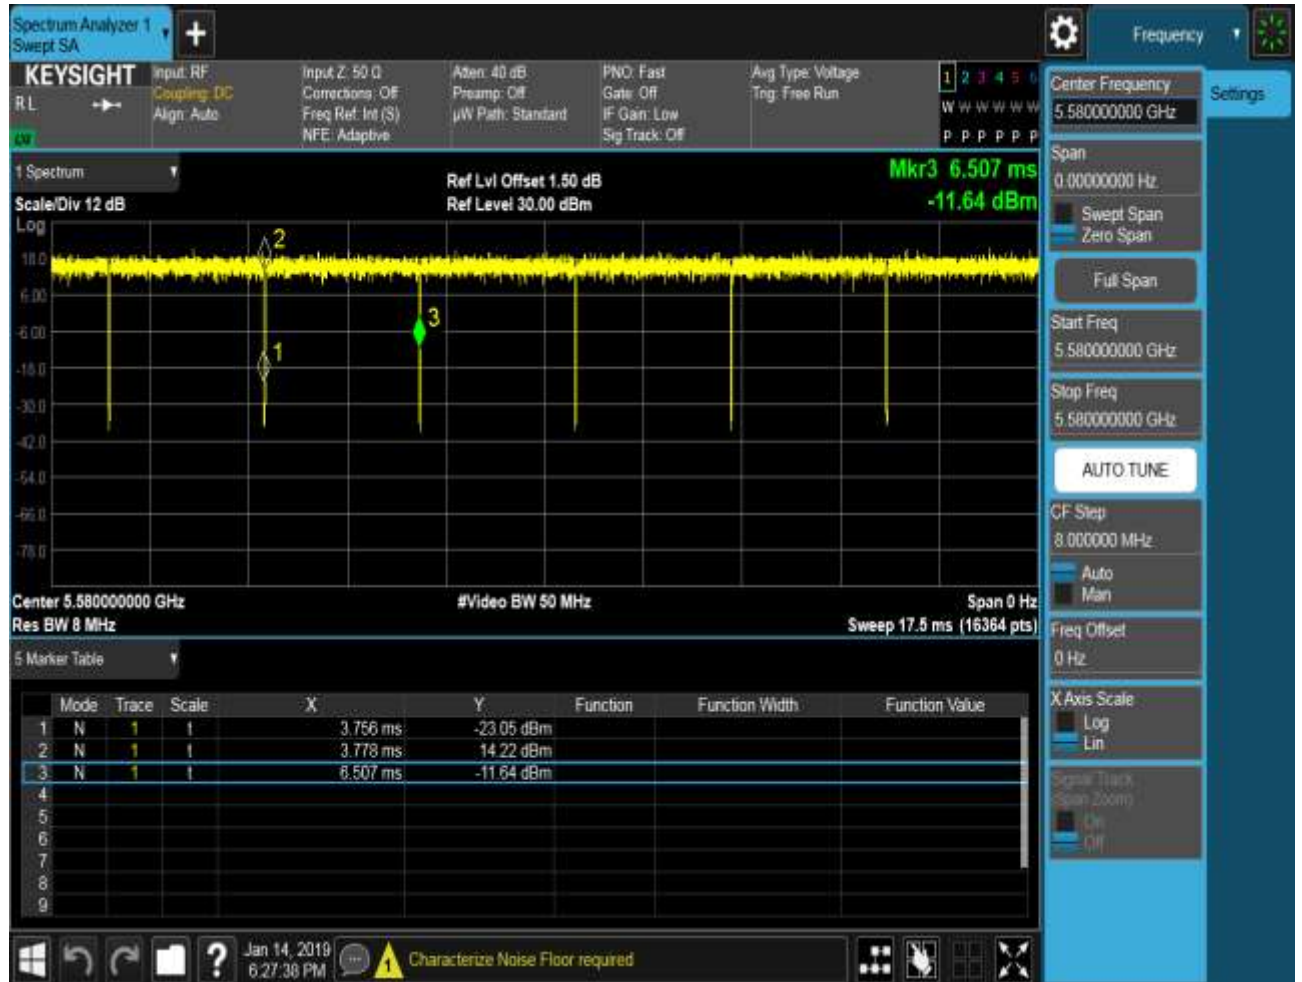 Spectrum Analyzer 1
Swept SA
+
Frequency
KEYSIGHT
RL
Input: RF
Coupling: DC
Align: Auto
Input Z: 50 Ω
Corrections: Off
Freq Ref: Int (S)
NFE: Adaptive
Atten: 40 dB
Preamp: Off
µW Path: Standard
PNO: Fast
Gate: Off
IF Gain: Low
Sig Track: Off
Avg Type: Voltage
Trig: Free Run
1 2 3 4 5 6
W W W W W W
P P P P P P
1 Spectrum
Scale/Div 12 dB
Ref Lvl Offset 1.50 dB
Ref Level 30.00 dBm
Mkr3 6.507 ms
-11.64 dBm
Log
18.0
6.00
-6.00
-18.0
-30.0
-42.0
-54.0
-66.0
-78.0
2
3
1
Center 5.580000000 GHz
Res BW 8 MHz
#Video BW 50 MHz
Span 0 Hz
Sweep 17.5 ms (16364 pts)
5 Marker Table
Mode Trace Scale X Y Function Function Width Function Value
1 N 1 t 3.756 ms -23.05 dBm
2 N 1 t 3.778 ms 14.22 dBm
3 N 1 t 6.507 ms -11.64 dBm
4
5
6
7
8
9
Jan 14, 2019
6:27:38 PM
Characterize Noise Floor required
Center Frequency
5.580000000 GHz
Settings
Span
0.00000000 Hz
Swept Span
Zero Span
Full Span
Start Freq
5.580000000 GHz
Stop Freq
5.580000000 GHz
AUTO TUNE
CF Step
8.000000 MHz
Auto
Man
Freq Offset
0 Hz
X Axis Scale
Log
Lin
Signal Track
(Span Zoom)
On
Off